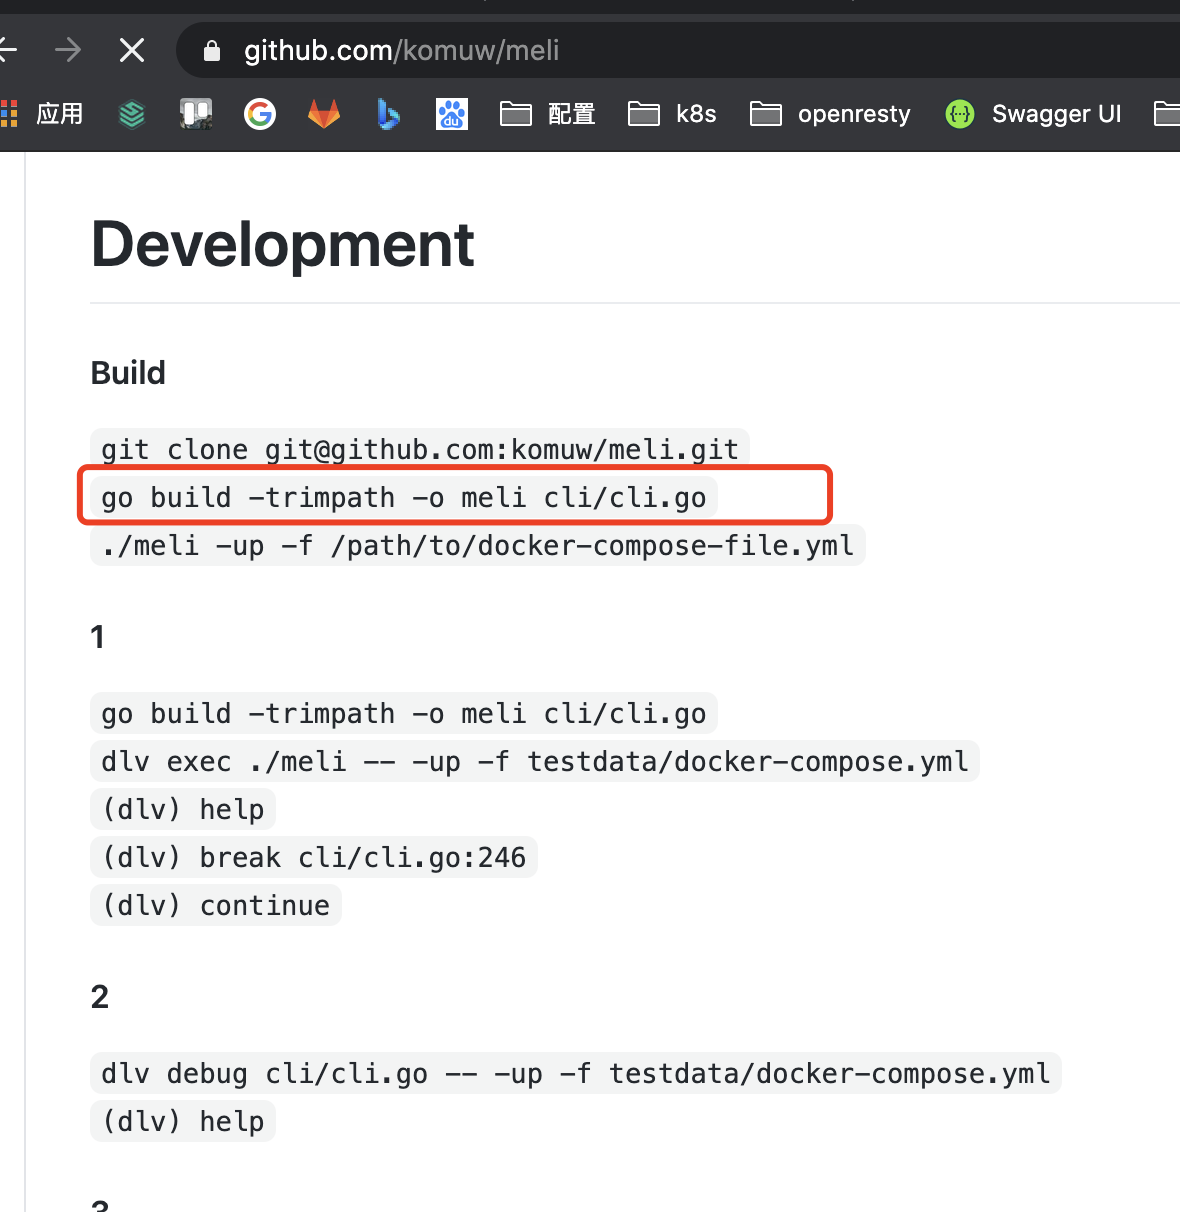 github.com/komuw/meli
应用
du
配置
k8s
openresty
Swagger UI
Development
Build
git clone git@github.com:komuw/meli.git
go build -trimpath -o meli cli/cli.go
./meli -up -f /path/to/docker-compose-file.yml
1
go build -trimpath -o meli cli/cli.go
dlv exec ./meli -- -up -f testdata/docker-compose.yml
(dlv) help
(dlv) break cli/cli.go:246
(dlv) continue
2
dlv debug cli/cli.go -- -up -f testdata/docker-compose.yml
(dlv) help